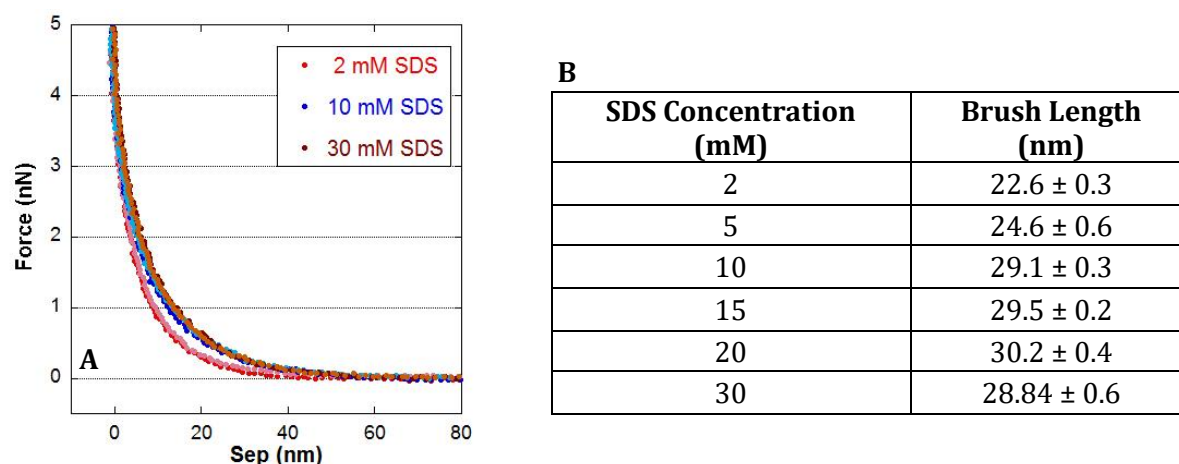 5
4
3
2
1
0
Force (nN)
2 mM SDS
10 mM SDS
30 mM SDS
A
0 20 40 60 80
Sep (nm)
B
SDS Concentration Brush Length
(mM) (nm)
2 22.6 ± 0.3
5 24.6 ± 0.6
10 29.1 ± 0.3
15 29.5 ± 0.2
20 30.2 ± 0.4
30 28.84 ± 0.6